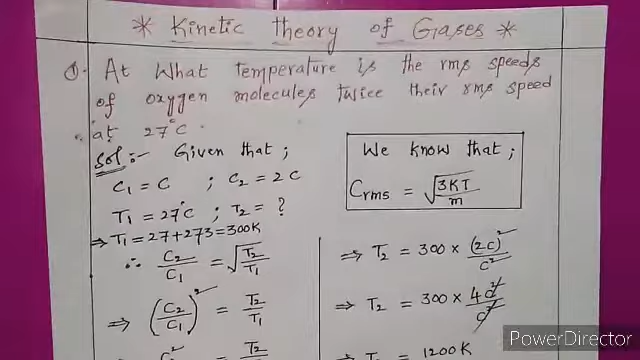 * Kinetic theory of Gases *
Q. At What temperature is the rms speeds
of oxygen molecules twice their rms speed
at 27°C.
Sol:- Given that ;
C₁ = C ; C₂ = 2C
T₁ = 27°C ; T₂ = ?
⇒ T₁ = 27+273 = 300K
∴ C₂/C₁ = √(T₂/T₁)
⇒ (C₂/C₁)² = T₂/T₁
We know that ;
Crms = √(3KT/m)
⇒ T₂ = 300 × (2C)²/C²
⇒ T₂ = 300 × 4C²/C²
1200K
PowerDirector